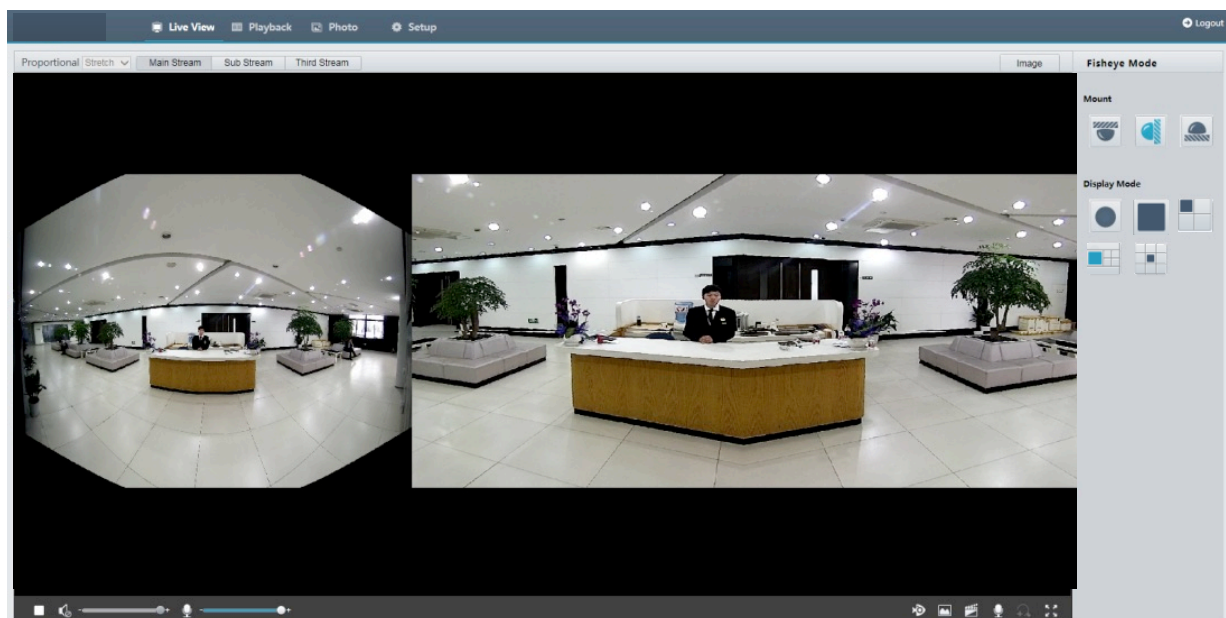 Live View Playback Photo Setup Logout
Proportional Stretch Main Stream Sub Stream Third Stream Image Fisheye Mode
Mount
Display Mode